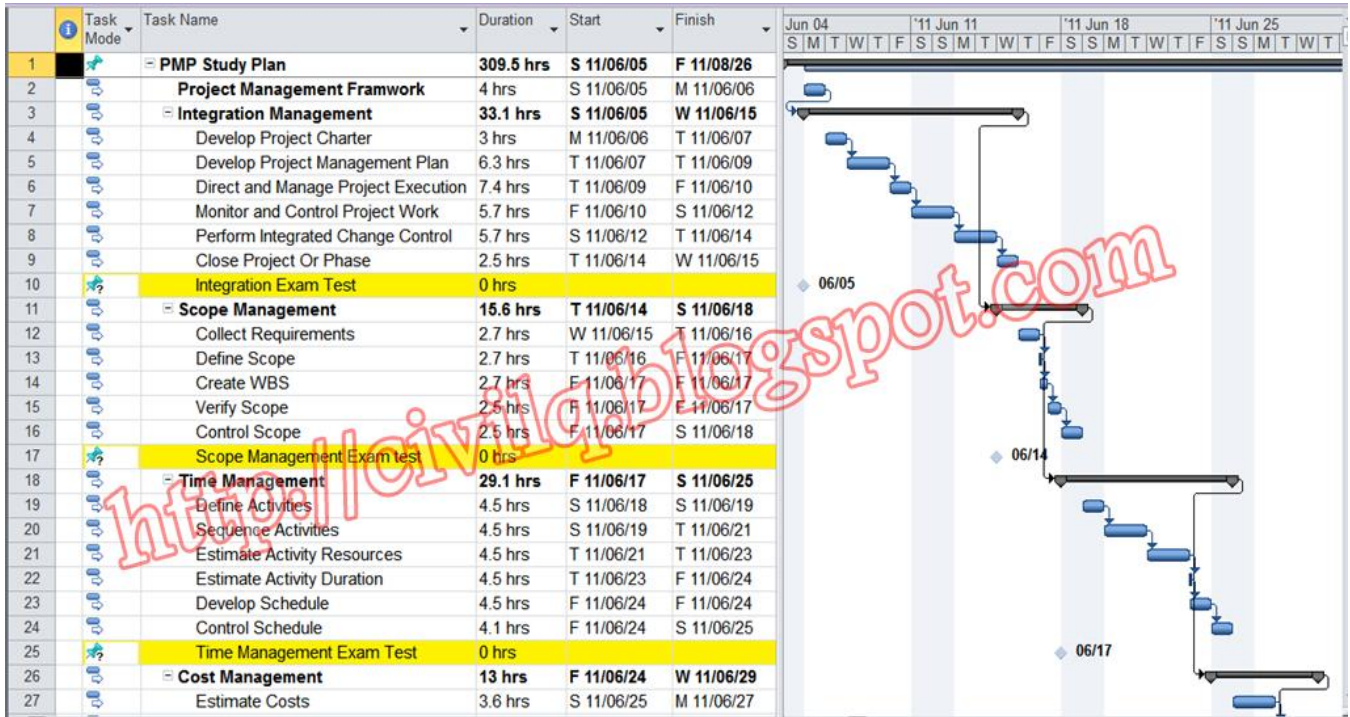 Task Mode Task Name Duration Start Finish Jun 04 '11 Jun 11 '11 Jun 18 '11 Jun 25
S M T W T F S S M T W T F S S M T W T F S S M T W T
1 PMP Study Plan 309.5 hrs S 11/06/05 F 11/08/26
2 Project Management Framwork 4 hrs S 11/06/05 M 11/06/06
3 Integration Management 33.1 hrs S 11/06/05 W 11/06/15
4 Develop Project Charter 3 hrs M 11/06/06 T 11/06/07
5 Develop Project Management Plan 6.3 hrs T 11/06/07 T 11/06/09
6 Direct and Manage Project Execution 7.4 hrs T 11/06/09 F 11/06/10
7 Monitor and Control Project Work 5.7 hrs F 11/06/10 S 11/06/12
8 Perform Integrated Change Control 5.7 hrs S 11/06/12 T 11/06/14
9 Close Project Or Phase 2.5 hrs T 11/06/14 W 11/06/15
10 Integration Exam Test 0 hrs 06/05
11 Scope Management 15.6 hrs T 11/06/14 S 11/06/18
12 Collect Requirements 2.7 hrs W 11/06/15 T 11/06/16
13 Define Scope 2.7 hrs T 11/06/16 F 11/06/17
14 Create WBS 2.7 hrs F 11/06/17 F 11/06/17
15 Verify Scope 2.5 hrs F 11/06/17 F 11/06/17
16 Control Scope 2.5 hrs F 11/06/17 S 11/06/18
17 Scope Management Exam test 0 hrs 06/14
18 Time Management 29.1 hrs F 11/06/17 S 11/06/25
19 Define Activities 4.5 hrs S 11/06/18 S 11/06/19
20 Sequence Activities 4.5 hrs S 11/06/19 T 11/06/21
21 Estimate Activity Resources 4.5 hrs T 11/06/21 T 11/06/23
22 Estimate Activity Duration 4.5 hrs T 11/06/23 F 11/06/24
23 Develop Schedule 4.5 hrs F 11/06/24 F 11/06/24
24 Control Schedule 4.1 hrs F 11/06/24 S 11/06/25
25 Time Management Exam Test 0 hrs 06/17
26 Cost Management 13 hrs F 11/06/24 W 11/06/29
27 Estimate Costs 3.6 hrs S 11/06/25 M 11/06/27
http://civilq.blogspot.com